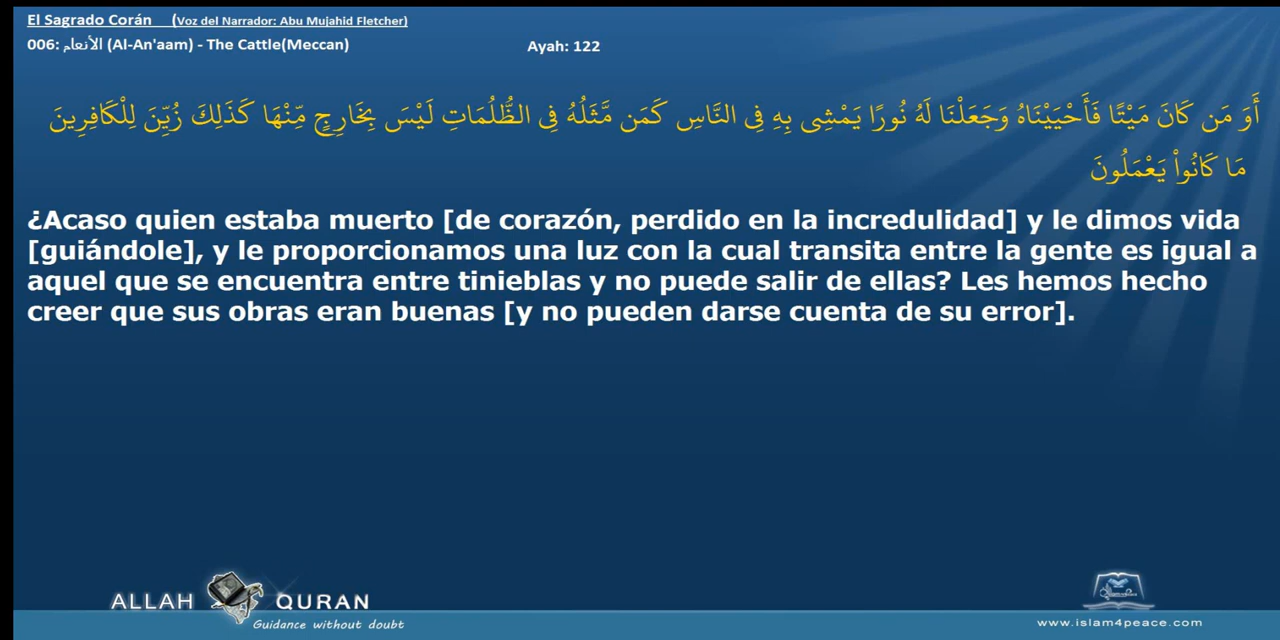 El Sagrado Corán (Voz del Narrador: Abu Mujahid Fletcher)
006: الأنعام (Al-An'aam) - The Cattle(Meccan) Ayah: 122
أَوَ مَن كَانَ مَيْتًا فَأَحْيَيْنَاهُ وَجَعَلْنَا لَهُ نُورًا يَمْشِى بِهِ فِى النَّاسِ كَمَن مَّثَلُهُ فِى الظُّلُمَاتِ لَيْسَ بِخَارِجٍ مِّنْهَا كَذَلِكَ زُيِّنَ لِلْكَافِرِينَ
مَا كَانُواْ يَعْمَلُونَ
¿Acaso quien estaba muerto [de corazón, perdido en la incredulidad] y le dimos vida
[guiándole], y le proporcionamos una luz con la cual transita entre la gente es igual a
aquel que se encuentra entre tinieblas y no puede salir de ellas? Les hemos hecho
creer que sus obras eran buenas [y no pueden darse cuenta de su error].
ALLAH QURAN
Guidance without doubt
www.islam4peace.com